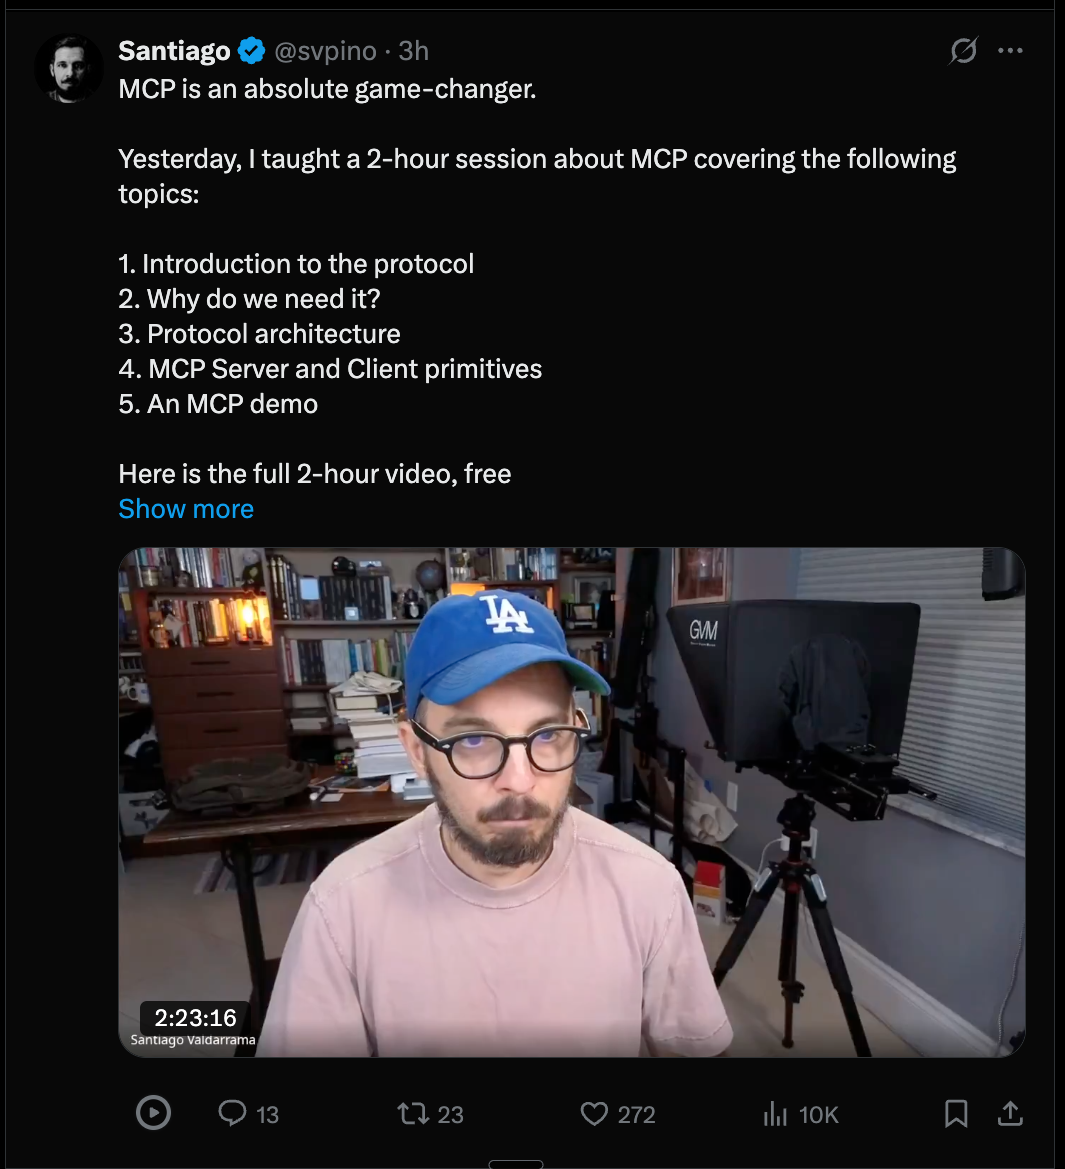 Santiago @svpino · 3h
MCP is an absolute game-changer.
Yesterday, I taught a 2-hour session about MCP covering the following
topics:
1. Introduction to the protocol
2. Why do we need it?
3. Protocol architecture
4. MCP Server and Client primitives
5. An MCP demo
Here is the full 2-hour video, free
Show more
LA
GVM
2:23:16
Santiago Valdarrama
13 23 272 10K